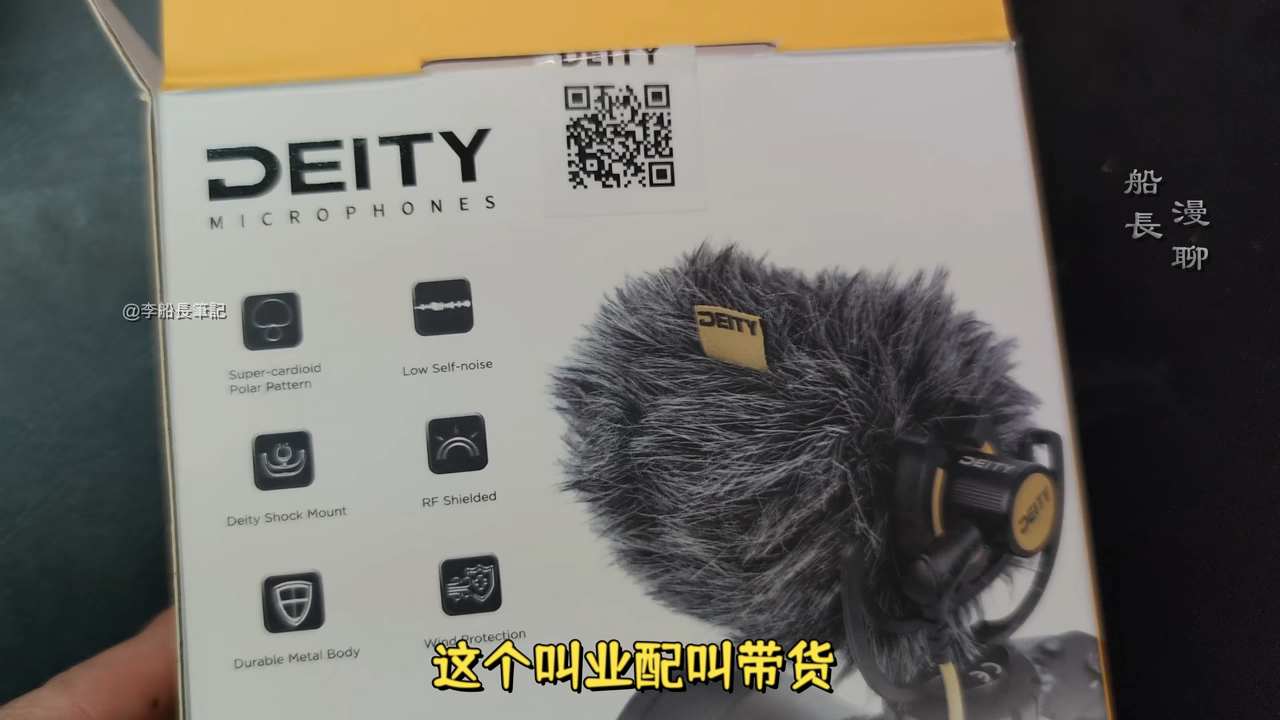 DEITY
DEITY
MICROPHONES
船長
漫聊
@李船長筆記
Super-cardioid
Polar Pattern
Low Self-noise
DEITY
Deity Shock Mount
RF Shielded
DEITY
DEITY
Durable Metal Body
Wind Protection
这个叫业配叫带货